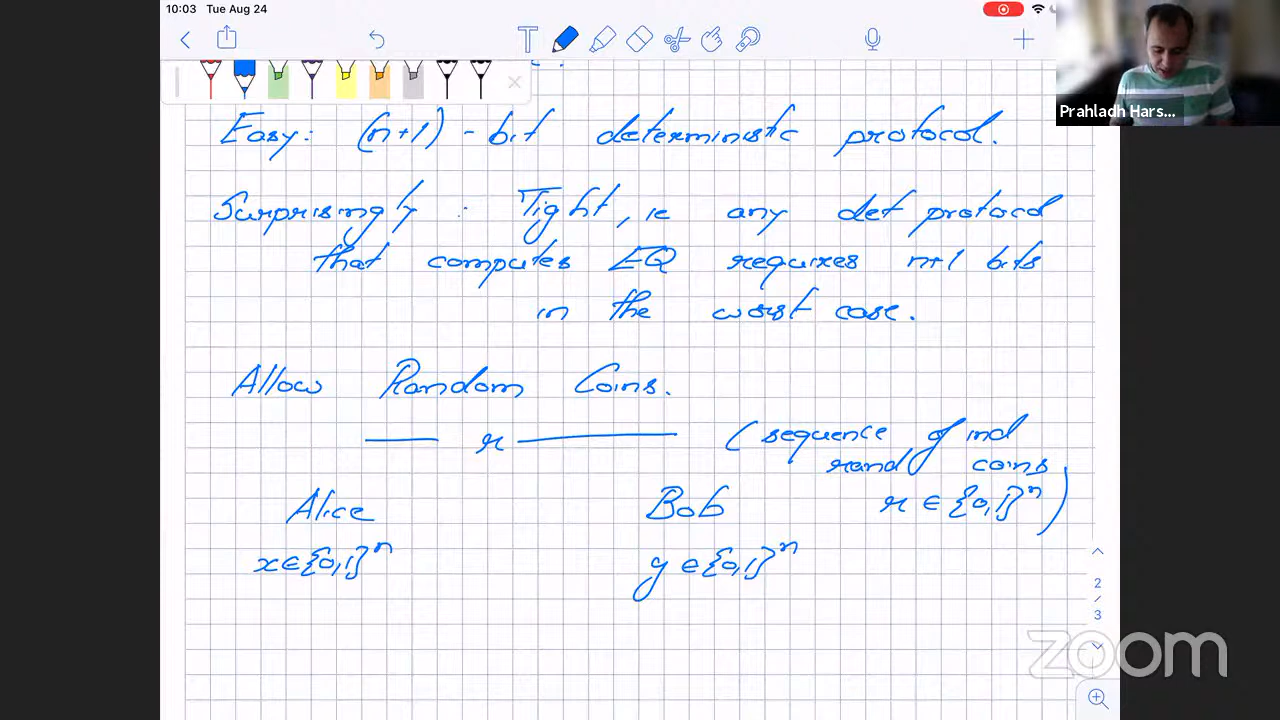 10:03 Tue Aug 24
Prahladh Hars...
Easy: (n+1) - bit deterministic protocol.
Surprisingly : Tight, ie any det protocol
that computes EQ requires n+1 bits
in the worst case.
Allow Random Coins.
r (sequence of ind
rand coins
Alice Bob r ∈ {0,1}ⁿ)
x ∈ {0,1}ⁿ y ∈ {0,1}ⁿ
2
/
3
zoom